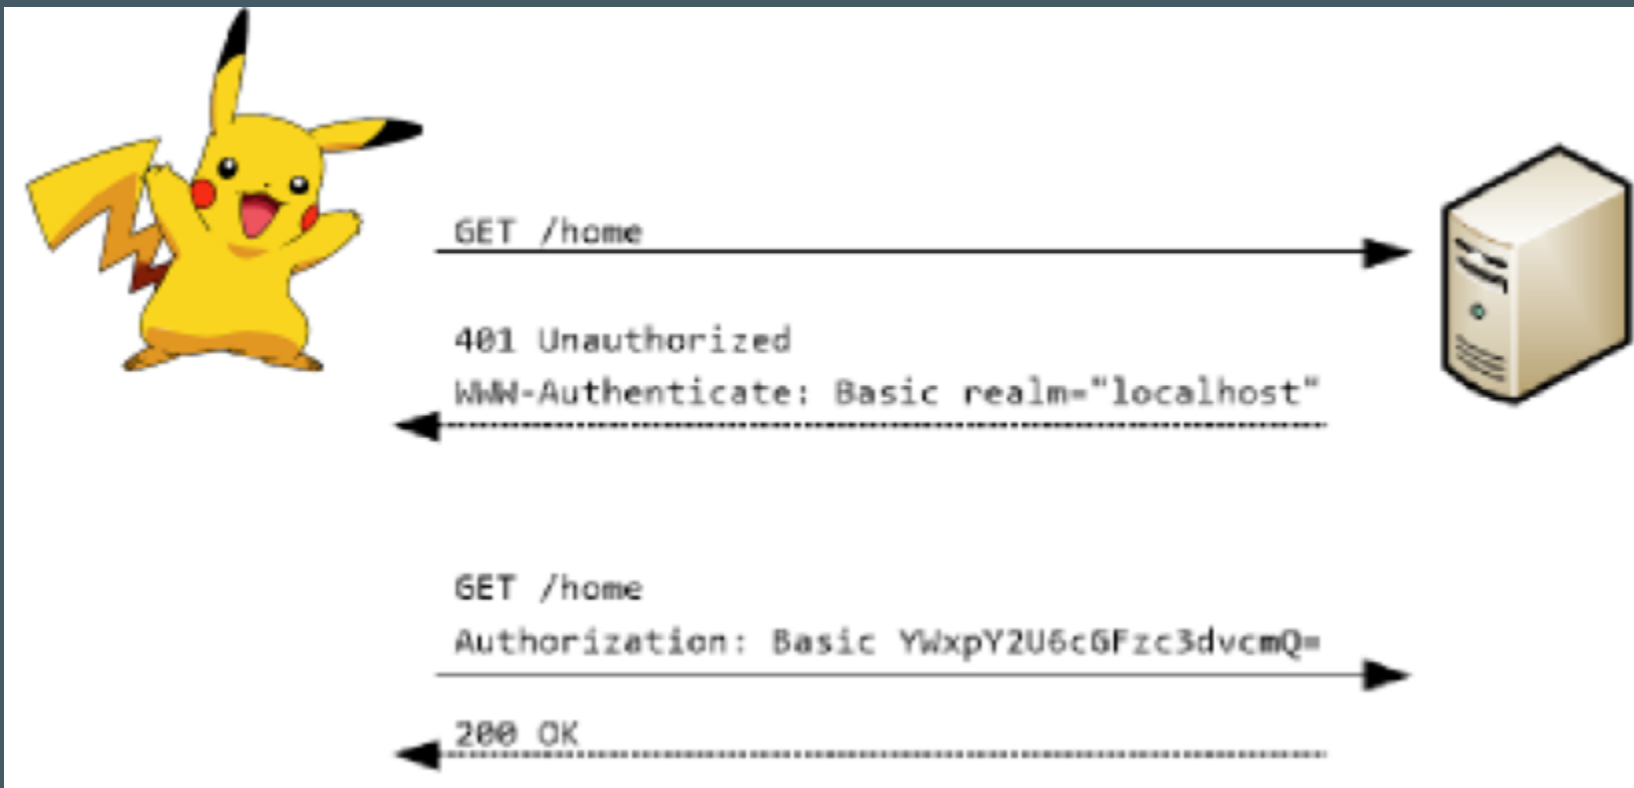 GET /home
401 Unauthorized
WWW-Authenticate: Basic realm="localhost"
GET /home
Authorization: Basic YWxpY2U6cGFzc3dvcmQ=
200 OK